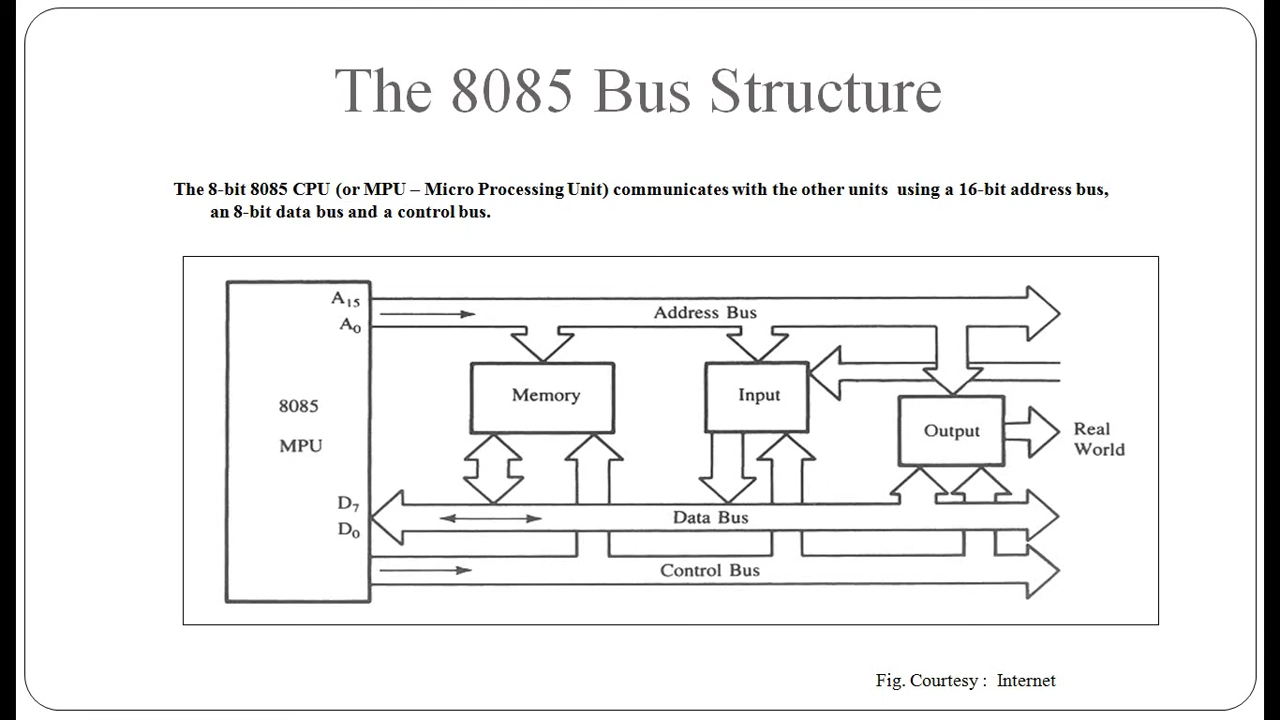 The 8085 Bus Structure
The 8-bit 8085 CPU (or MPU – Micro Processing Unit) communicates with the other units using a 16-bit address bus,
an 8-bit data bus and a control bus.
A15
Address Bus
A0
Memory
Input
8085
MPU
Output
Real
World
D7
Data Bus
D0
Control Bus
Fig. Courtesy : Internet